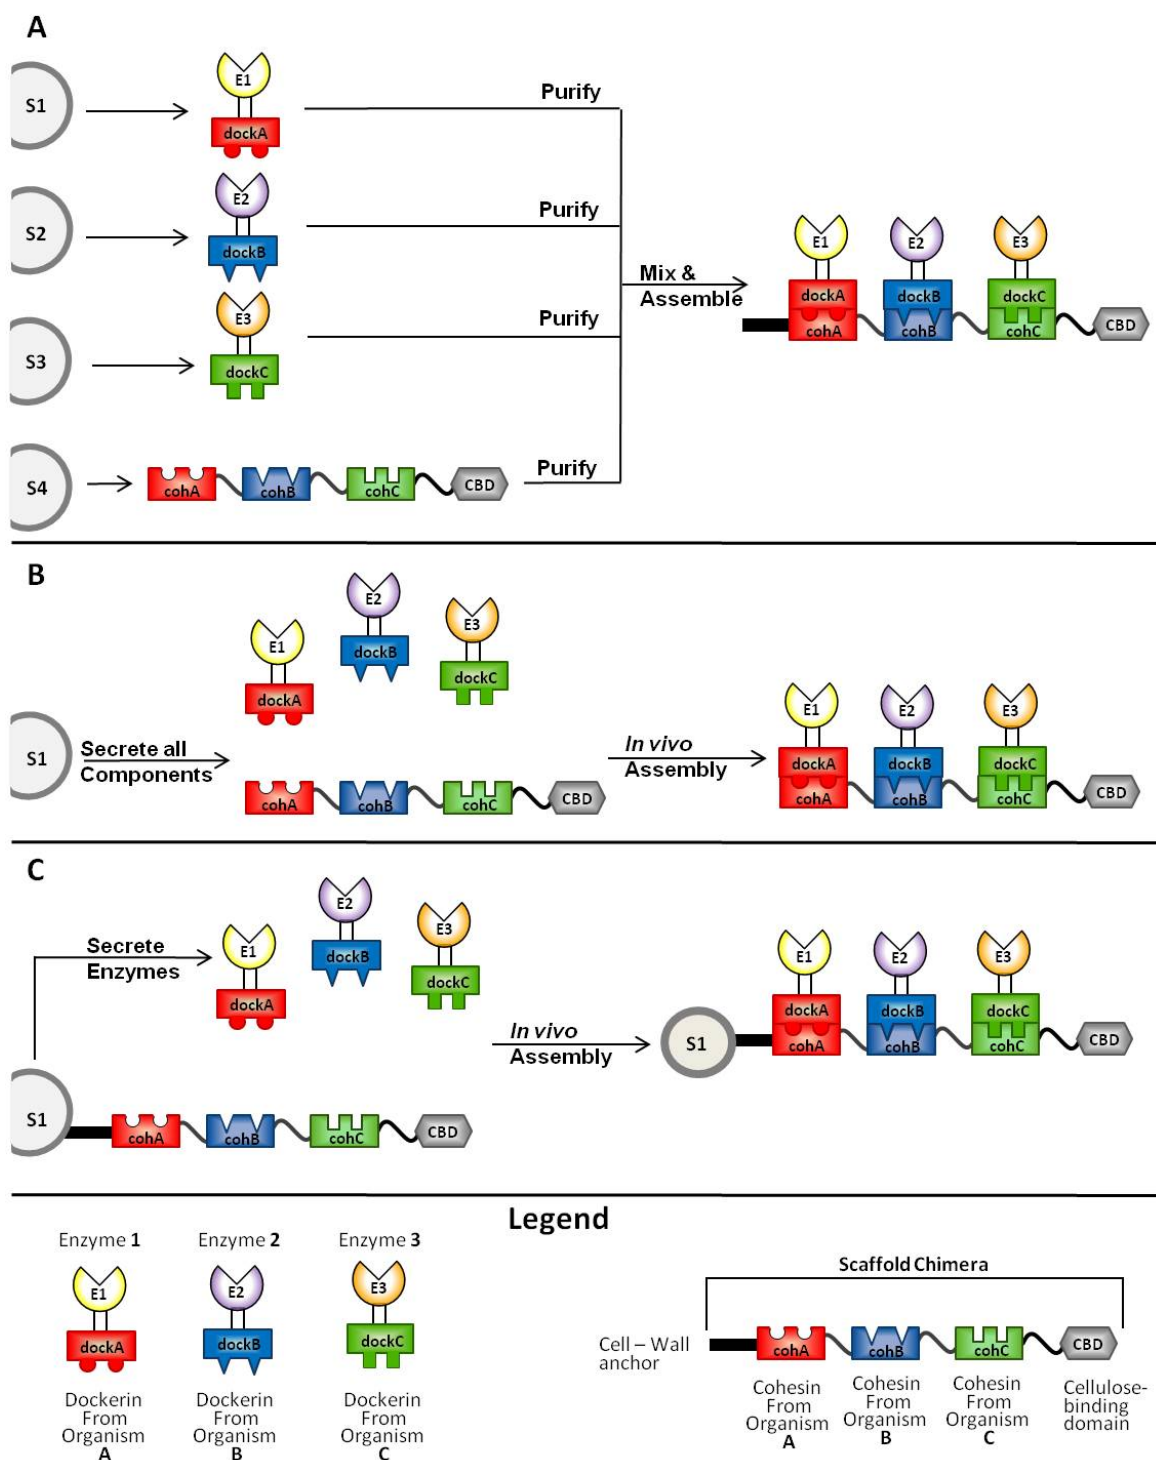 A
S1
E1
dockA
Purify
S2
E2
dockB
Purify
S3
E3
dockC
Purify
S4
cohA
cohB
cohC
CBD
Purify
Mix &
Assemble
E1
E2
E3
dockA
dockB
dockC
cohA
cohB
cohC
CBD
B
S1
Secrete all
Components
E1
dockA
E2
dockB
E3
dockC
cohA
cohB
cohC
CBD
In vivo
Assembly
E1
E2
E3
dockA
dockB
dockC
cohA
cohB
cohC
CBD
C
Secrete
Enzymes
E1
dockA
E2
dockB
E3
dockC
S1
cohA
cohB
cohC
CBD
In vivo
Assembly
S1
E1
E2
E3
dockA
dockB
dockC
cohA
cohB
cohC
CBD
Legend
Enzyme 1
E1
dockA
Dockerin
From
Organism
A
Enzyme 2
E2
dockB
Dockerin
From
Organism
B
Enzyme 3
E3
dockC
Dockerin
From
Organism
C
Scaffold Chimera
Cell – Wall
anchor
cohA
cohB
cohC
CBD
Cohesin
From
Organism
A
Cohesin
From
Organism
B
Cohesin
From
Organism
C
Cellulose-
binding
domain